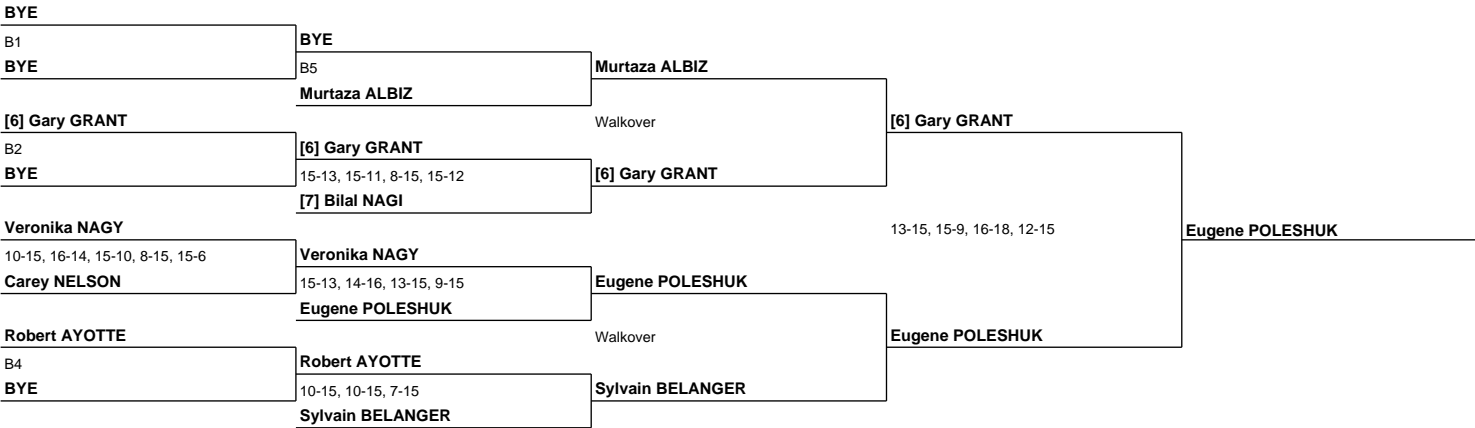 BYE
B1
BYE
BYE
B5
Murtaza ALBIZ
Murtaza ALBIZ
Walkover
[6] Gary GRANT
[6] Gary GRANT
B2
BYE
[6] Gary GRANT
15-13, 15-11, 8-15, 15-12
[7] Bilal NAGI
[6] Gary GRANT
Veronika NAGY
10-15, 16-14, 15-10, 8-15, 15-6
Carey NELSON
Veronika NAGY
15-13, 14-16, 13-15, 9-15
Eugene POLESHUK
Eugene POLESHUK
13-15, 15-9, 16-18, 12-15
Eugene POLESHUK
Robert AYOTTE
B4
BYE
Robert AYOTTE
10-15, 10-15, 7-15
Sylvain BELANGER
Walkover
Sylvain BELANGER
Eugene POLESHUK